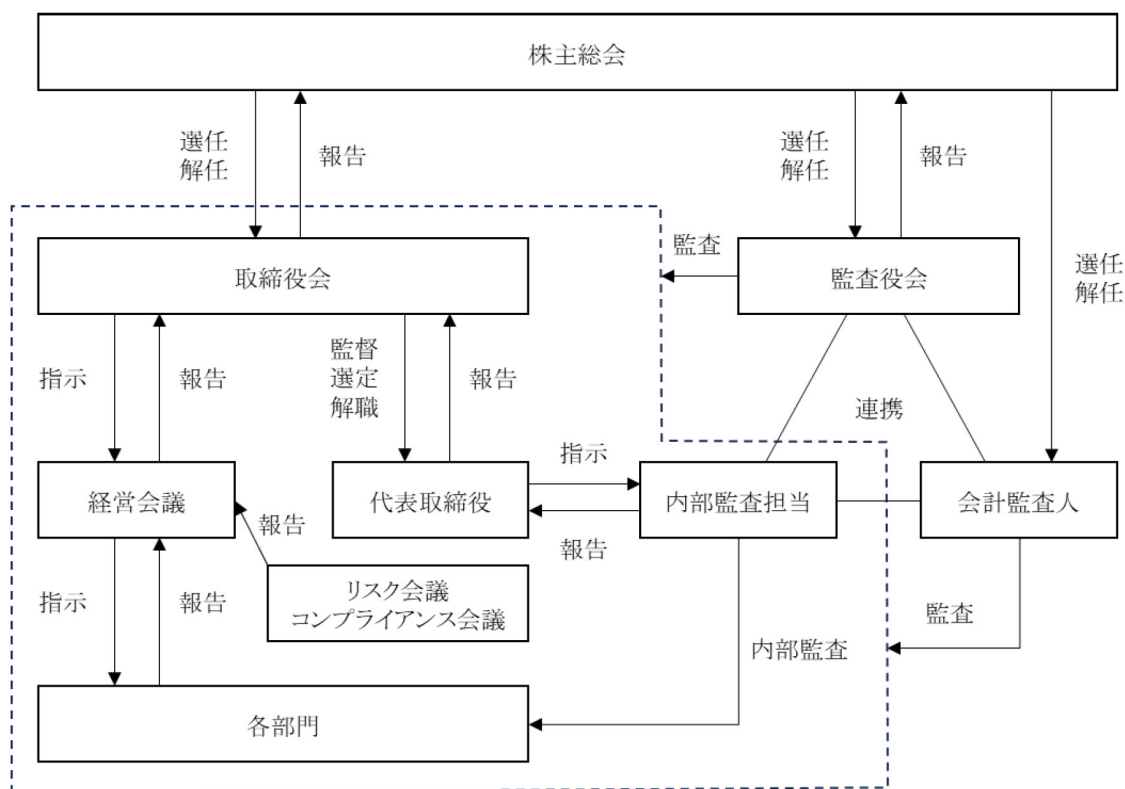 株主総会
選任
解任
報告
選任
解任
報告
選任
解任
監査
取締役会
監査役会
指示
報告
監督
選定
解職
報告
連携
経営会議
代表取締役
指示
報告
内部監査担当
会計監査人
報告
リスク会議
コンプライアンス会議
指示
報告
内部監査
監査
各部門